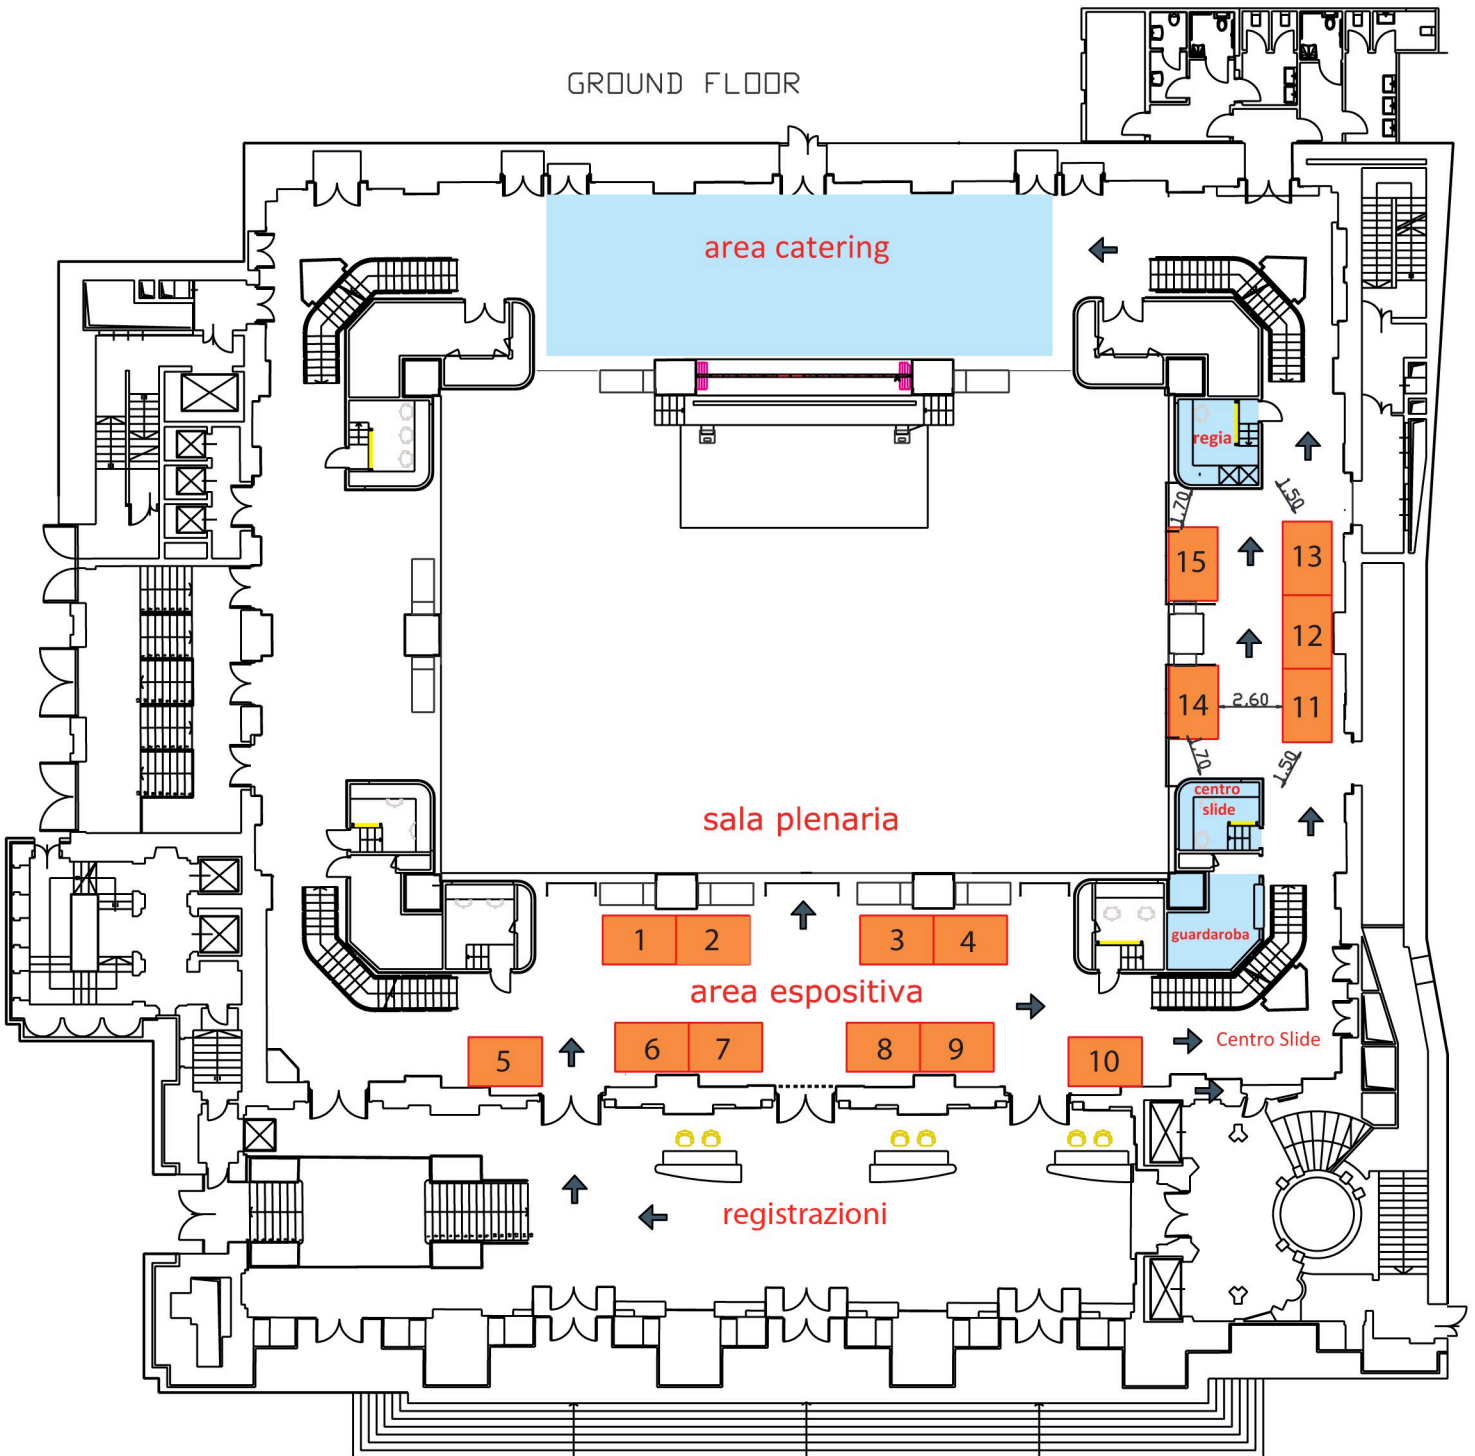 GROUND FLOOR
area catering
regia
1,70
1,50
15
13
12
14
2,60
11
1,70
1,50
centro
slide
sala plenaria
guardaroba
1
2
3
4
area espositiva
5
6
7
8
9
10
Centro Slide
registrazioni